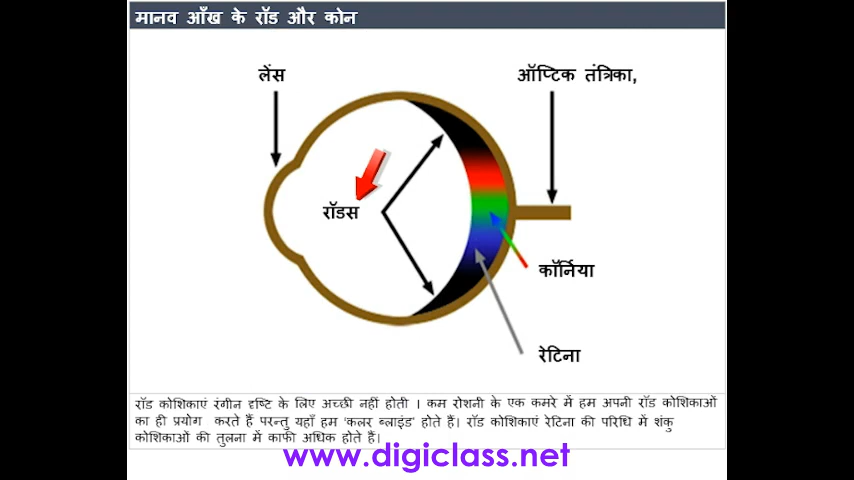 मानव आँख के रॉड और कोन
लेंस
ऑप्टिक तंत्रिका,
रॉडस
कॉर्निया
रेटिना
रॉड कोशिकाएं रंगीन दृष्टि के लिए अच्छी नहीं होती । कम रोशनी के एक कमरे में हम अपनी रॉड कोशिकाओं
का ही प्रयोग करते हैं परन्तु यहाँ हम 'कलर ब्लाइंड' होते हैं। रॉड कोशिकाएं रेटिना की परिधि में शंकु
कोशिकाओं की तुलना में काफी अधिक होते हैं।
www.digiclass.net